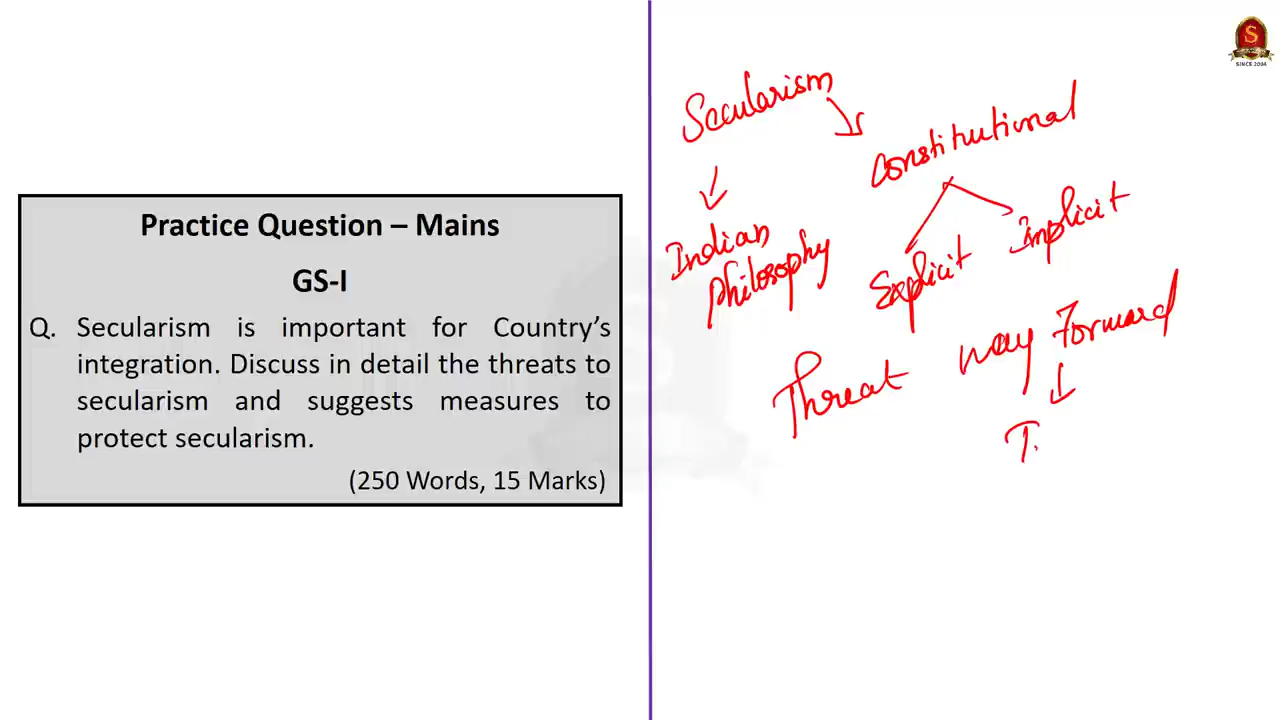 Practice Question – Mains
GS-I
Q. Secularism is important for Country's
integration. Discuss in detail the threats to
secularism and suggests measures to
protect secularism.
(250 Words, 15 Marks)
Secularism
Constitutional
Indian
Philosophy
Explicit
Implicit
Threat
way Forward
T.
S
SINCE 2004